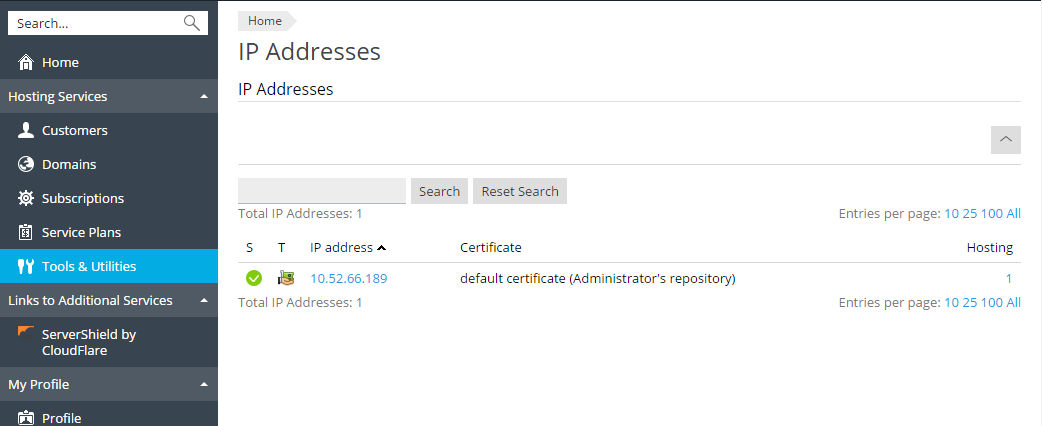 Search...
Home
Hosting Services
Customers
Domains
Subscriptions
Service Plans
Tools & Utilities
Links to Additional Services
ServerShield by
CloudFlare
My Profile
Profile
Home
IP Addresses
IP Addresses
Search Reset Search
Total IP Addresses: 1 Entries per page: 10 25 100 All
S T IP address Certificate Hosting
10.52.66.189 default certificate (Administrator's repository) 1
Total IP Addresses: 1 Entries per page: 10 25 100 All